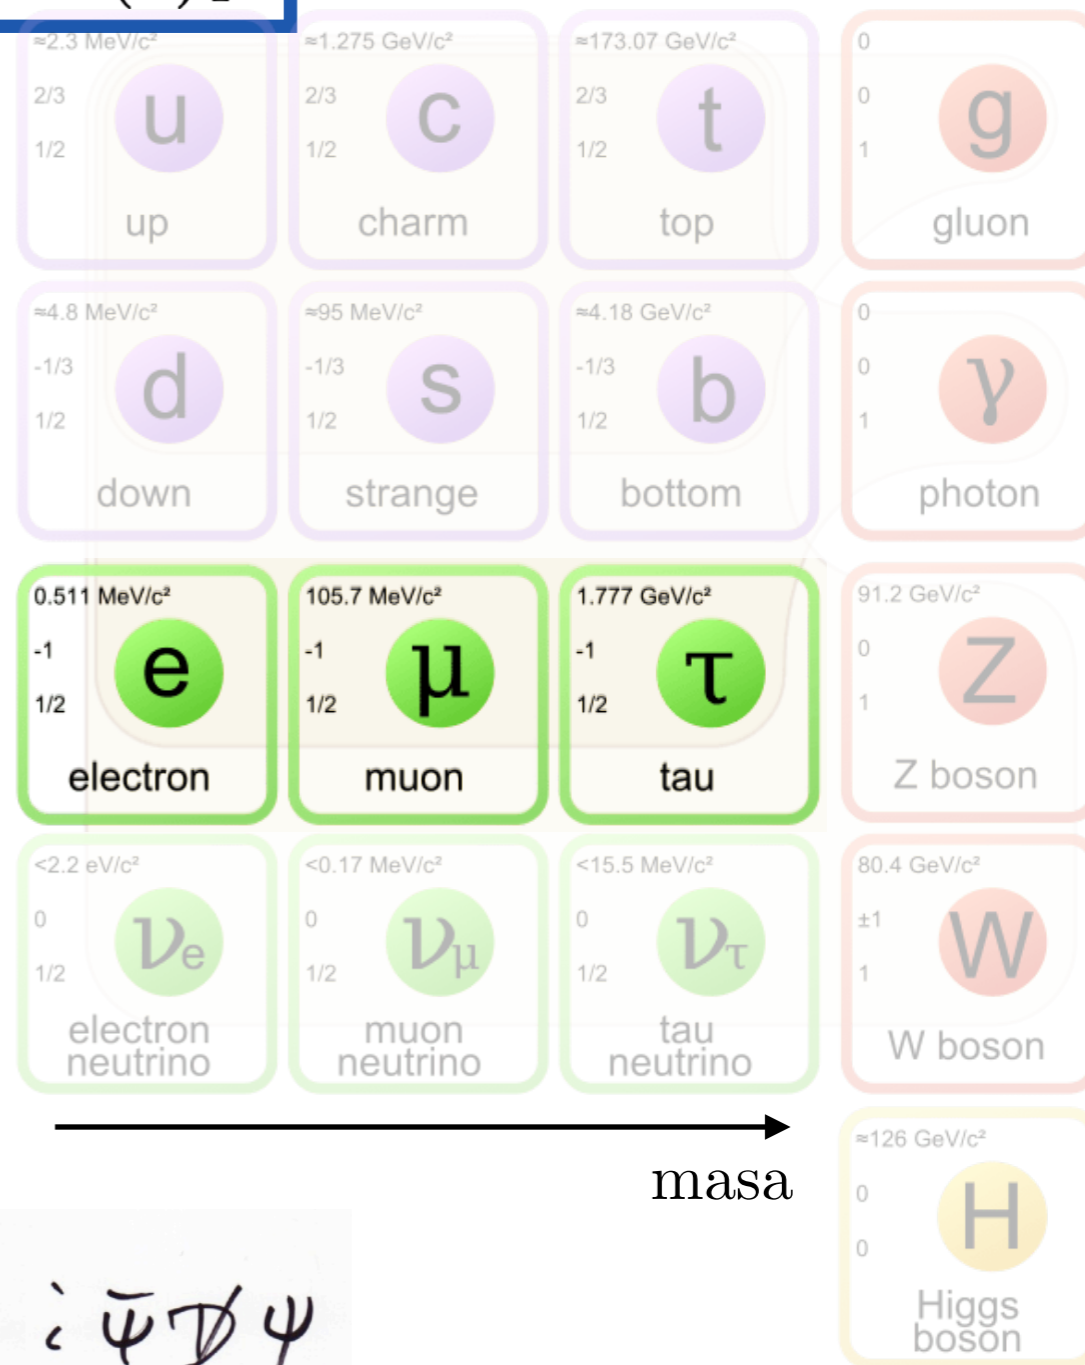 ≈2.3 MeV/c²
2/3
1/2
u
up
≈1.275 GeV/c²
2/3
1/2
c
charm
≈173.07 GeV/c²
2/3
1/2
t
top
0
0
1
g
gluon
≈4.8 MeV/c²
-1/3
1/2
d
down
≈95 MeV/c²
-1/3
1/2
s
strange
≈4.18 GeV/c²
-1/3
1/2
b
bottom
0
0
1
γ
photon
0.511 MeV/c²
-1
1/2
e
electron
105.7 MeV/c²
-1
1/2
μ
muon
1.777 GeV/c²
-1
1/2
τ
tau
91.2 GeV/c²
0
1
Z
Z boson
<2.2 eV/c²
0
1/2
νe
electron
neutrino
<0.17 MeV/c²
0
1/2
νμ
muon
neutrino
<15.5 MeV/c²
0
1/2
ντ
tau
neutrino
80.4 GeV/c²
±1
1
W
W boson
masa
≈126 GeV/c²
0
0
H
Higgs
boson
i ψ̄ D̸ ψ